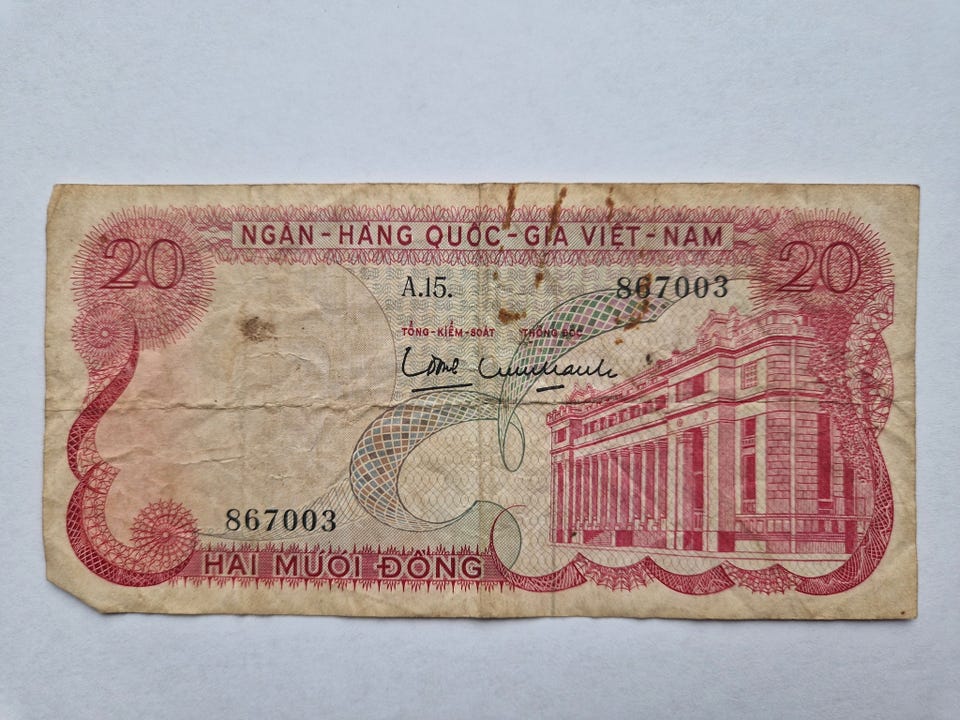 20 NGÂN-HÀNG QUỐC-GIA VIỆT-NAM 20
A.15. 867003
TỔNG-KIỂM-SOÁT THỐNG ĐỐC
867003
HAI MƯƠI ĐỒNG